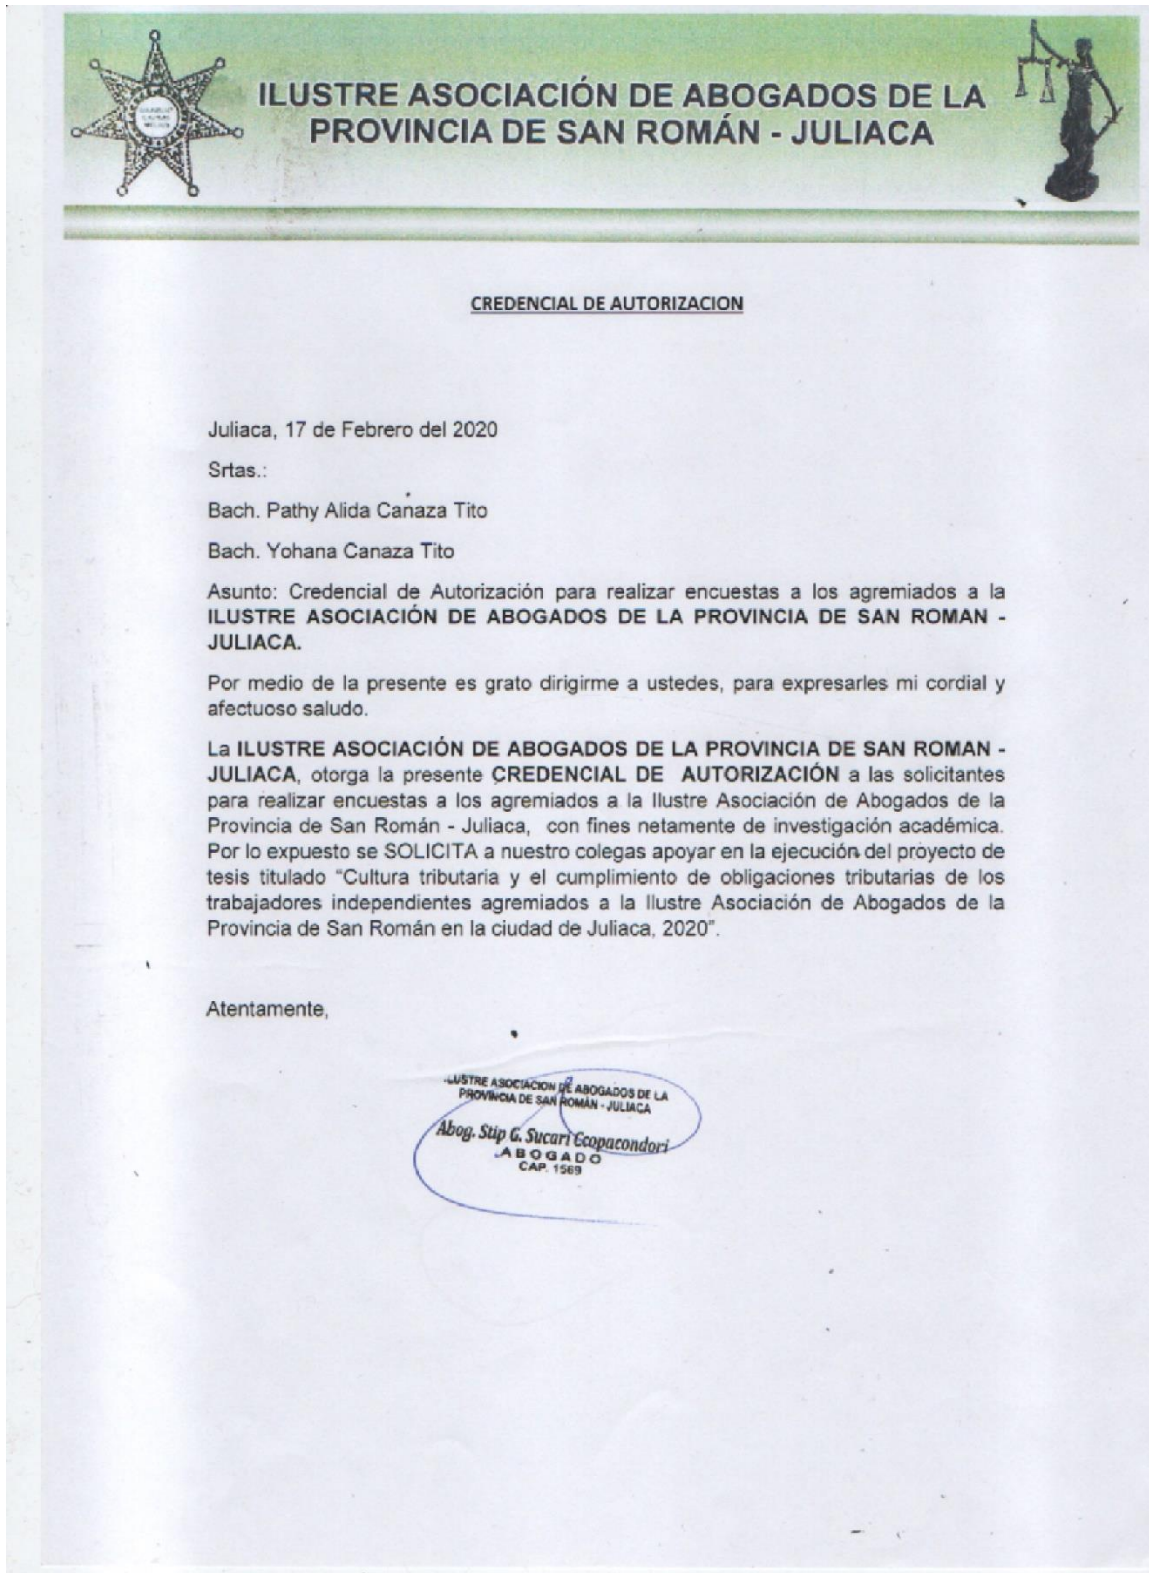 ILUSTRE ASOCIACIÓN DE ABOGADOS DE LA
PROVINCIA DE SAN ROMÁN - JULIACA
CREDENCIAL DE AUTORIZACION
Juliaca, 17 de Febrero del 2020
Srtas.:
Bach. Pathy Alida Canaza Tito
Bach. Yohana Canaza Tito
Asunto: Credencial de Autorización para realizar encuestas a los agremiados a la
ILUSTRE ASOCIACIÓN DE ABOGADOS DE LA PROVINCIA DE SAN ROMAN -
JULIACA.
Por medio de la presente es grato dirigirme a ustedes, para expresarles mi cordial y
afectuoso saludo.
La ILUSTRE ASOCIACIÓN DE ABOGADOS DE LA PROVINCIA DE SAN ROMAN -
JULIACA, otorga la presente CREDENCIAL DE AUTORIZACIÓN a las solicitantes
para realizar encuestas a los agremiados a la Ilustre Asociación de Abogados de la
Provincia de San Román - Juliaca, con fines netamente de investigación académica.
Por lo expuesto se SOLICITA a nuestro colegas apoyar en la ejecución del proyecto de
tesis titulado “Cultura tributaria y el cumplimiento de obligaciones tributarias de los
trabajadores independientes agremiados a la Ilustre Asociación de Abogados de la
Provincia de San Román en la ciudad de Juliaca, 2020”.
Atentamente,
ILUSTRE ASOCIACION DE ABOGADOS DE LA
PROVINCIA DE SAN ROMÁN - JULIACA
Abog. Stip G. Sucari Ccopacondori
ABOGADO
CAP. 1569